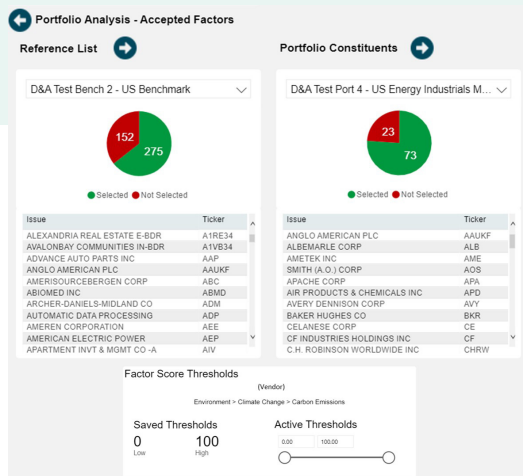 Portfolio Analysis - Accepted Factors
Reference List
D&A Test Bench 2 - US Benchmark
152
275
Selected Not Selected
Issue Ticker
ALEXANDRIA REAL ESTATE E-BDR A1RE34
AVALONBAY COMMUNITIES IN-BDR A1VB34
ADVANCE AUTO PARTS INC AAP
ANGLO AMERICAN PLC AAUKF
AMERISOURCEBERGEN CORP ABC
ABIOMED INC ABMD
ARCHER-DANIELS-MIDLAND CO ADM
AUTOMATIC DATA PROCESSING ADP
AMEREN CORPORATION AEE
AMERICAN ELECTRIC POWER AEP
APARTMENT INVT & MGMT CO -A AIV
Portfolio Constituents
D&A Test Port 4 - US Energy Industrials M...
23
73
Selected Not Selected
Issue Ticker
ANGLO AMERICAN PLC AAUKF
ALBEMARLE CORP ALB
AMETEK INC AME
SMITH (A.O.) CORP AOS
APACHE CORP APA
AIR PRODUCTS & CHEMICALS INC APD
AVERY DENNISON CORP AVY
BAKER HUGHES CO BKR
CELANESE CORP CE
CF INDUSTRIES HOLDINGS INC CF
C.H. ROBINSON WORLDWIDE INC CHRW
Factor Score Thresholds
(Vendor)
Environment > Climate Change > Carbon Emissions
Saved Thresholds
0 100
Low High
Active Thresholds
0.00 100.00